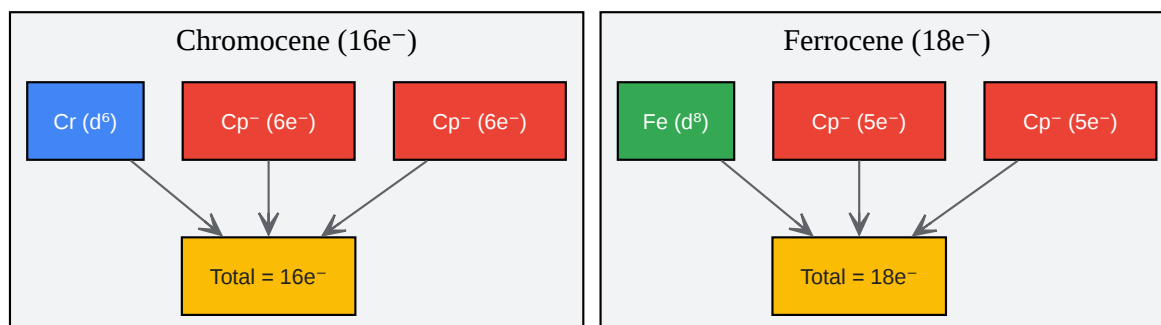 Chromocene (16e⁻)
Cr (d⁶)
Cp⁻ (6e⁻)
Cp⁻ (6e⁻)
Total = 16e⁻
Ferrocene (18e⁻)
Fe (d⁸)
Cp⁻ (5e⁻)
Cp⁻ (5e⁻)
Total = 18e⁻